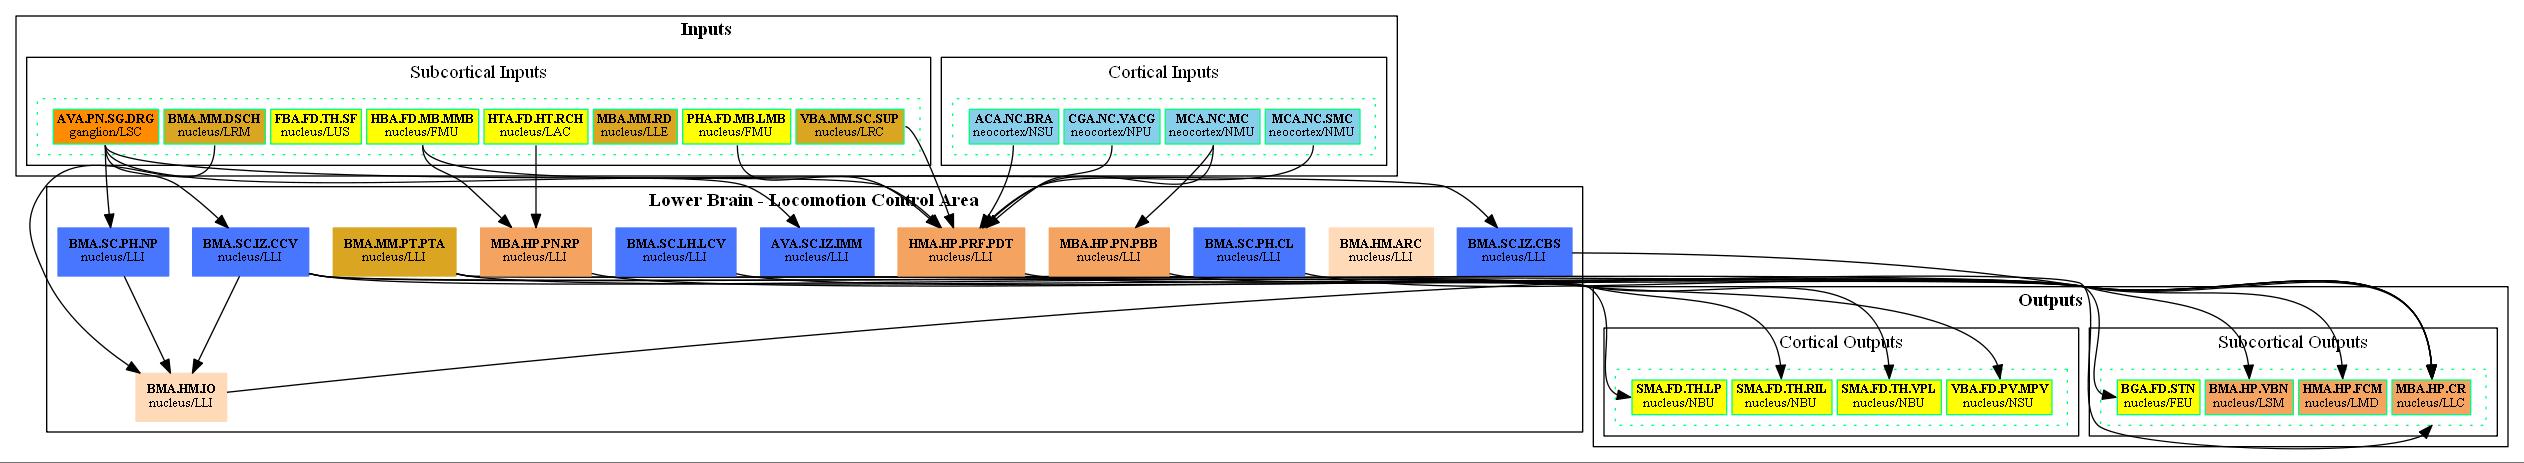 Inputs
Subcortical Inputs
Cortical Inputs
AVA.PN.SG.DRG
ganglion/LSC
BMA.MM.DSCH
nucleus/LRM
FBA.FD.TH.SF
nucleus/LUS
HBA.FD.MB.MMB
nucleus/FMU
HTA.FD.HT.RCH
nucleus/LAC
MBA.MM.RD
nucleus/LLE
PHA.FD.MB.LMB
nucleus/FMU
VBA.MM.SC.SUP
nucleus/LRC
ACA.NC.BRA
neocortex/NSU
CGA.NC.VACG
neocortex/NPU
MCA.NC.MC
neocortex/NMU
MCA.NC.SMC
neocortex/NMU
Lower Brain - Locomotion Control Area
BMA.SC.PH.NP
nucleus/LLI
BMA.SC.IZ.CCV
nucleus/LLI
BMA.MM.PT.PTA
nucleus/LLI
MBA.HP.PN.RP
nucleus/LLI
BMA.SC.LH.LCV
nucleus/LLI
AVA.SC.IZ.IMM
nucleus/LLI
HMA.HP.PRF.PDT
nucleus/LLI
MBA.HP.PN.PBB
nucleus/LLI
BMA.SC.PH.CL
nucleus/LLI
BMA.HM.ARC
nucleus/LLI
BMA.SC.IZ.CBS
nucleus/LLI
BMA.HM.IO
nucleus/LLI
Outputs
Cortical Outputs
Subcortical Outputs
SMA.FD.TH.LP
nucleus/NBU
SMA.FD.TH.RIL
nucleus/NBU
SMA.FD.TH.VPL
nucleus/NBU
VBA.FD.PV.MPV
nucleus/NSU
BGA.FD.STN
nucleus/FEU
BMA.HP.VBN
nucleus/LSM
HMA.HP.FCM
nucleus/LMD
MBA.HP.CR
nucleus/LLC